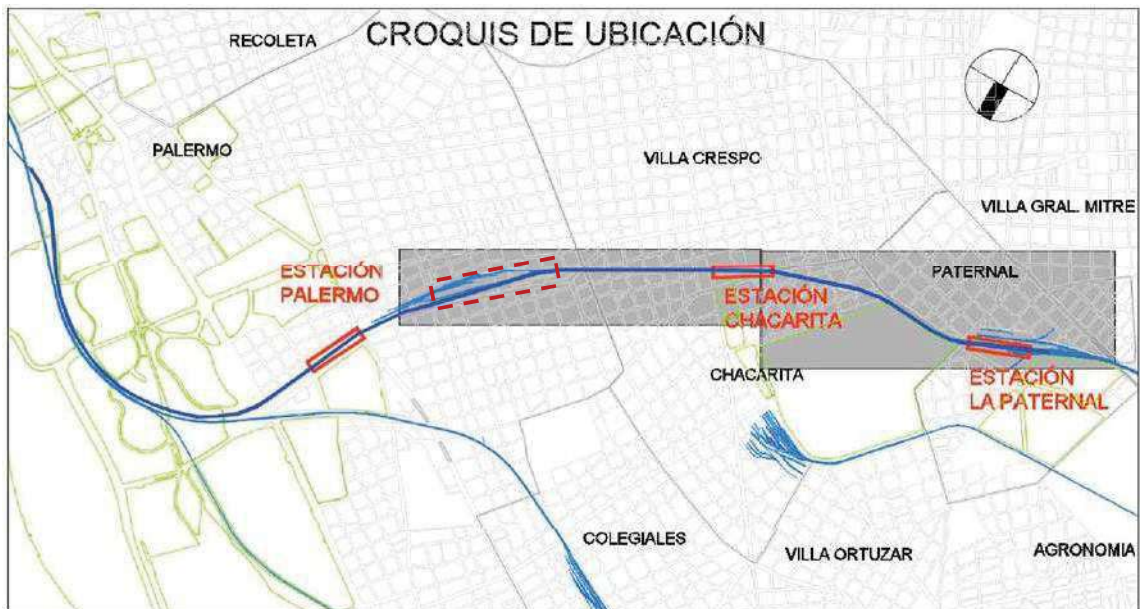 CROQUIS DE UBICACIÓN
RECOLETA
PALERMO
VILLA CRESPO
VILLA GRAL. MITRE
ESTACIÓN
PALERMO
PATERNAL
ESTACIÓN
CHACARITA
CHACARITA
ESTACIÓN
LA PATERNAL
COLEGIALES
VILLA ORTUZAR
AGRONOMIA